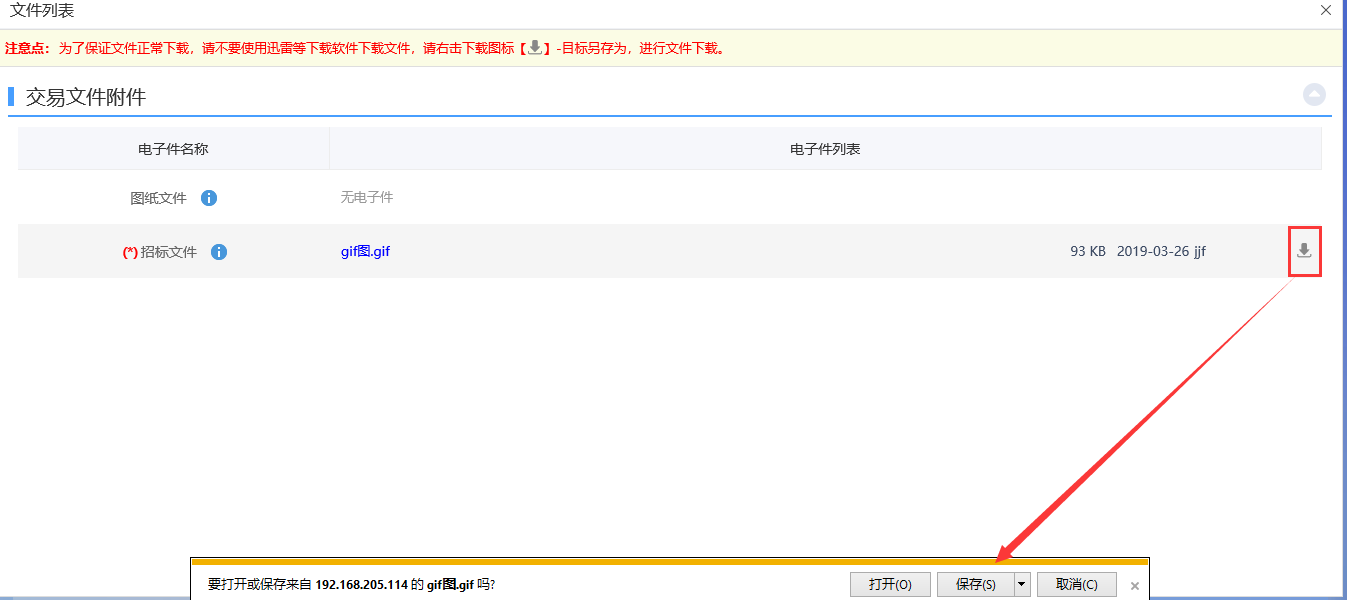 文件列表
注意点：为了保证文件正常下载，请不要使用迅雷等下载软件下载文件，请右击下载图标【】-目标另存为，进行文件下载。
交易文件附件
电子件名称 电子件列表
图纸文件 无电子件
(*)招标文件 gif图.gif 93 KB 2019-03-26 jjf
要打开或保存来自 192.168.205.114 的 gif图.gif 吗? 打开(O) 保存(S) 取消(C)